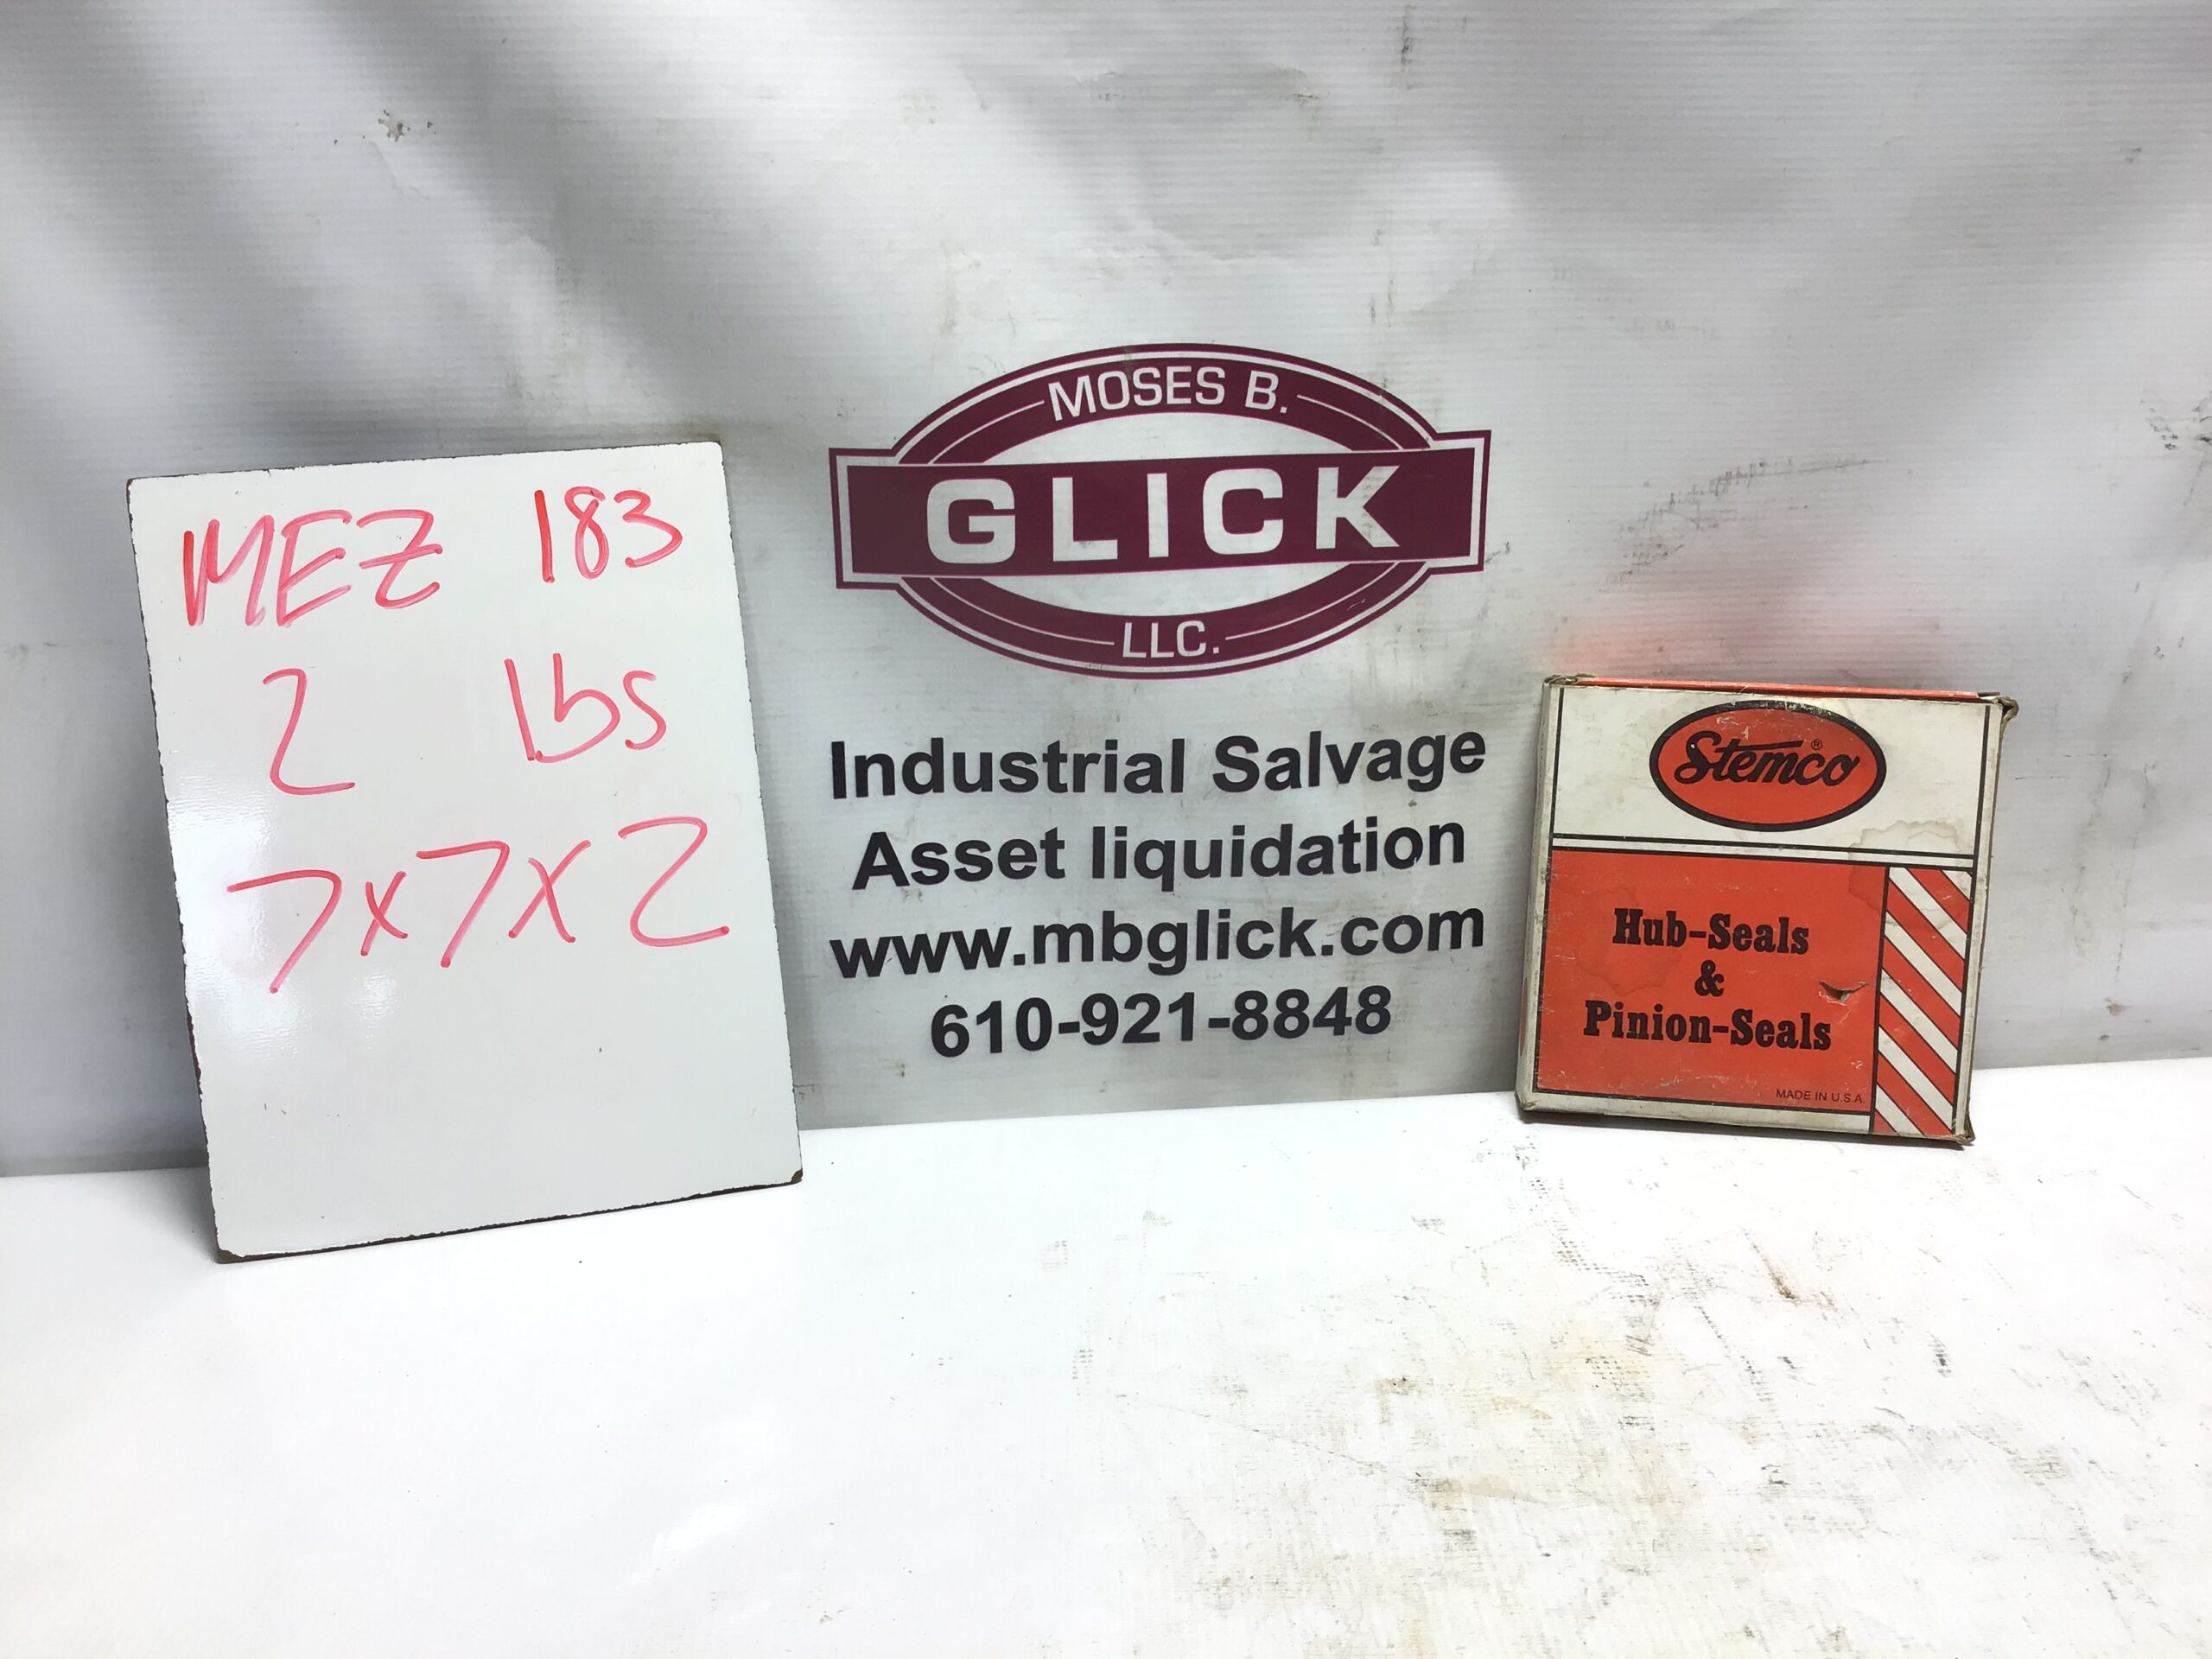 MEZ 183
2 lbs
7x7x2
MOSES B.
GLICK
LLC.
Industrial Salvage
Asset liquidation
www.mbglick.com
610-921-8848
Stemco®
Hub-Seals
&
Pinion-Seals
MADE IN U.S.A.